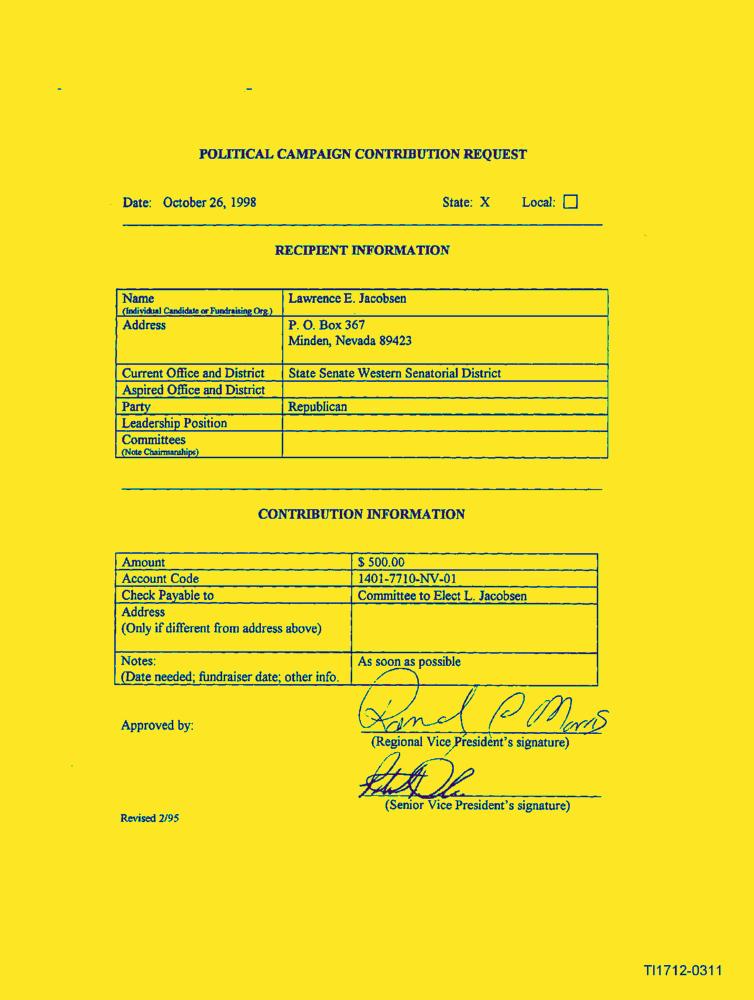 POLITICAL CAMPAIGN CONTRIBUTION REQUEST
Date: October 26, 1998 State: X Local: ☐
RECIPIENT INFORMATION
Name Lawrence E. Jacobsen
(Individual Candidate or Fundraising Org.)
Address P. O. Box 367
Minden, Nevada 89423
Current Office and District State Senate Western Senatorial District
Aspired Office and District
Party Republican
Leadership Position
Committees
(Note Chairmanships)
CONTRIBUTION INFORMATION
Amount $ 500.00
Account Code 1401-7710-NV-01
Check Payable to Committee to Elect L. Jacobsen
Address
(Only if different from address above)
Notes: As soon as possible
(Date needed; fundraiser date; other info.
Approved by:
(Regional Vice President's signature)
(Senior Vice President's signature)
Revised 2/95
TI1712-0311